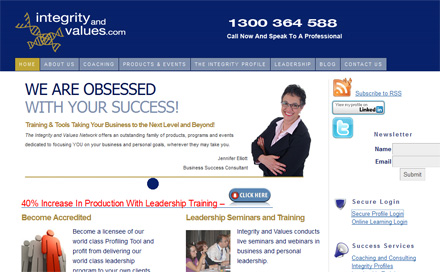 integrity and
values.com
1300 364 588
Call Now And Speak To A Professional
HOME
ABOUT US
COACHING
PRODUCTS & EVENTS
THE INTEGRITY PROFILE
LEADERSHIP
BLOG
CONTACT US
WE ARE OBSESSED
WITH YOUR SUCCESS!
Training & Tools Taking Your Business to the Next Level and Beyond!
The Integrity and Values Network offers an outstanding family of products, programs and events
dedicated to focusing YOU on your business and personal goals, wherever they may take you.
Jennifer Elliott
Business Success Consultant
40% Increase In Production With Leadership Training –
CLICK HERE
Become Accredited
Become a licensee of our
world class Profiling Tool and
profit from delivering our
world class leadership
program to your own clients
Leadership Seminars and Training
Integrity and Values conducts
live seminars and webinars in
business and personal
leadership.
Subscribe to RSS
View my profile on
Linked in
t
Newsletter
Name
Email
Submit
Secure Login
Secure Profile Login
Online Learning Login
Success Services
Coaching and Consulting
Integrity Profiles